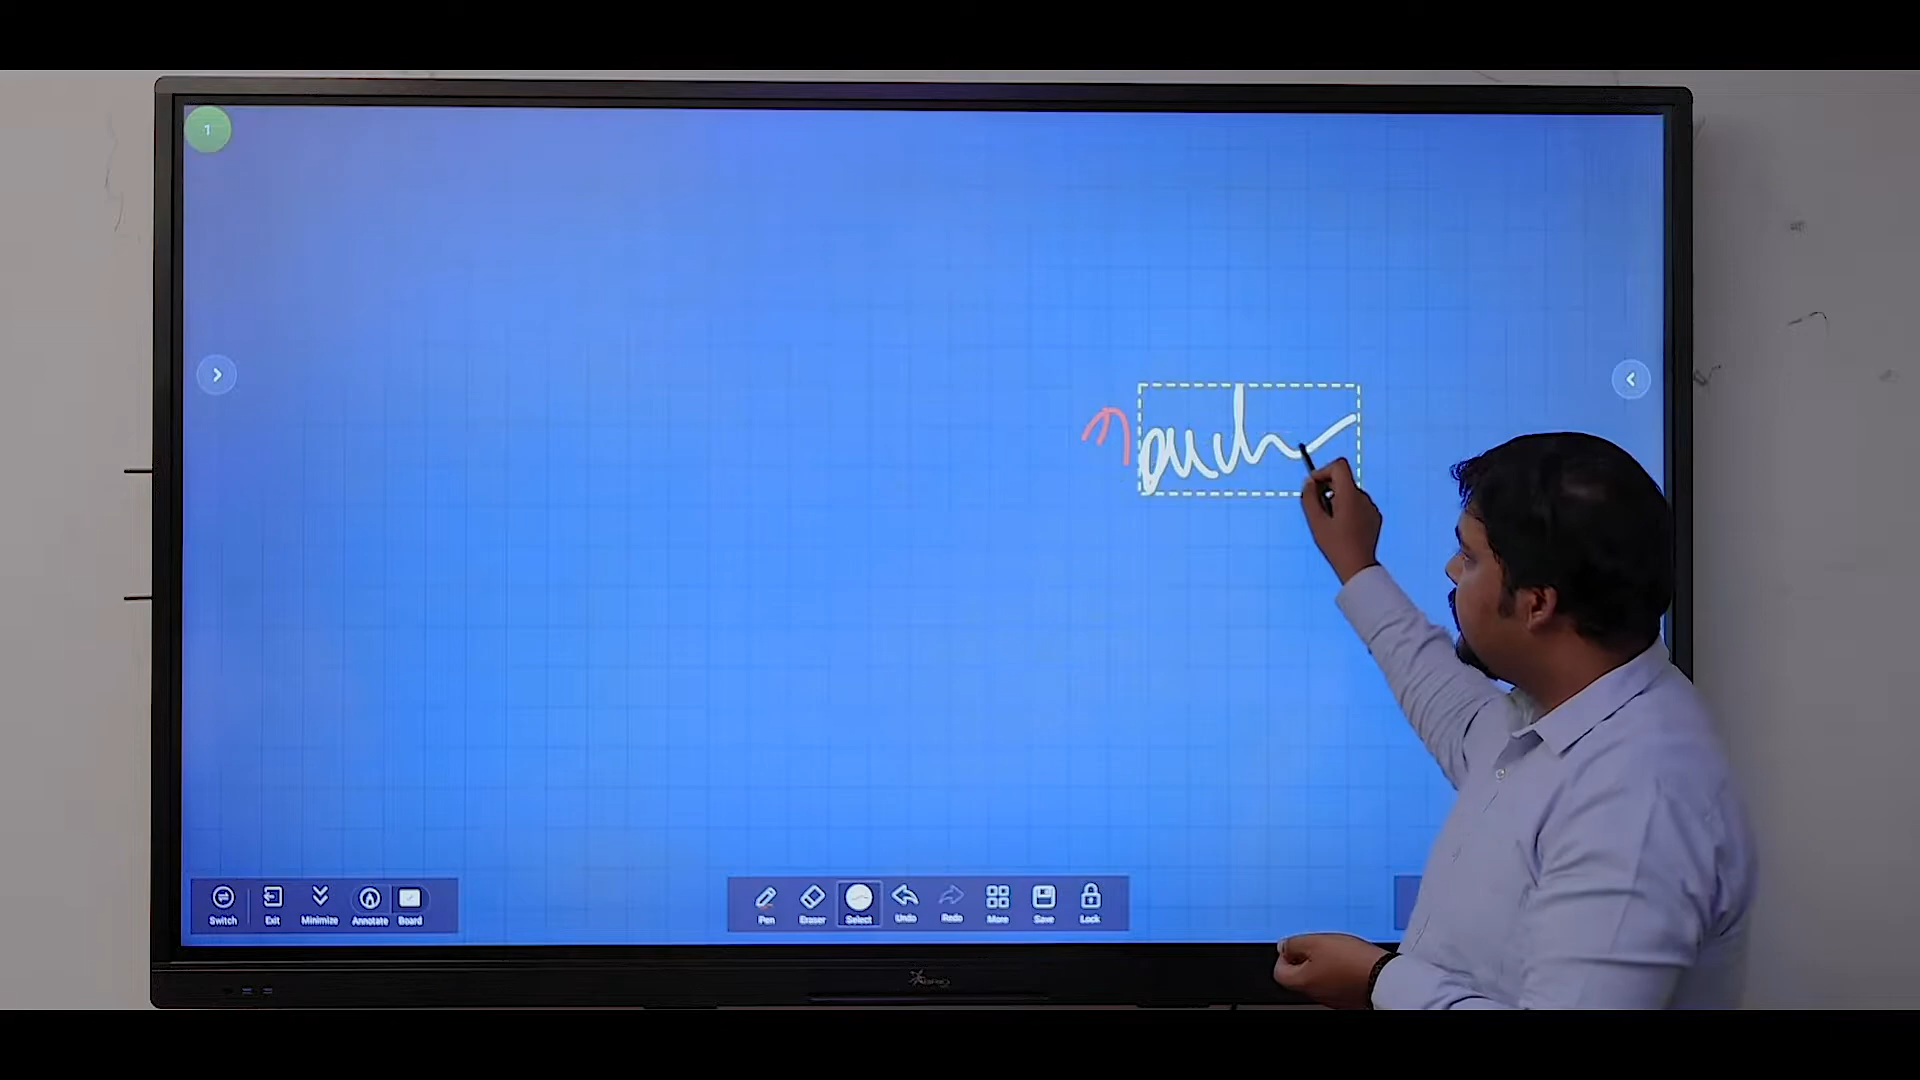 1
Switch Exit Minimize Annotate Board
Pen Eraser Select Undo Redo More Save Lock